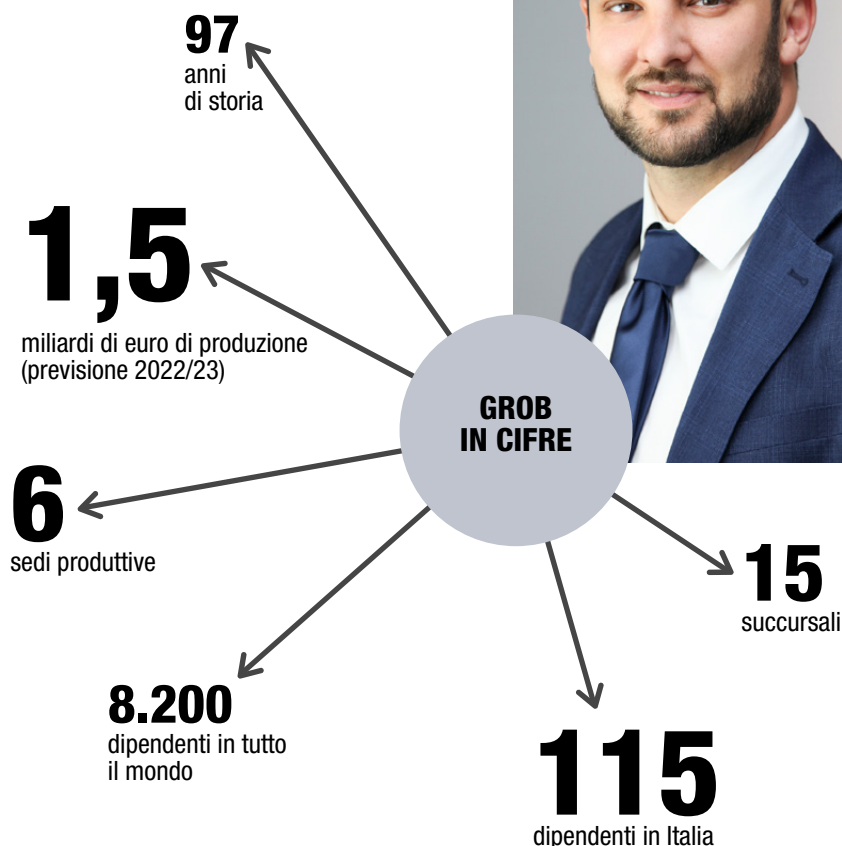 97
anni
di storia
1,5
miliardi di euro di produzione
(previsione 2022/23)
GROB
IN CIFRE
6
sedi produttive
15
succursali
8.200
dipendenti in tutto
il mondo
115
dipendenti in Italia